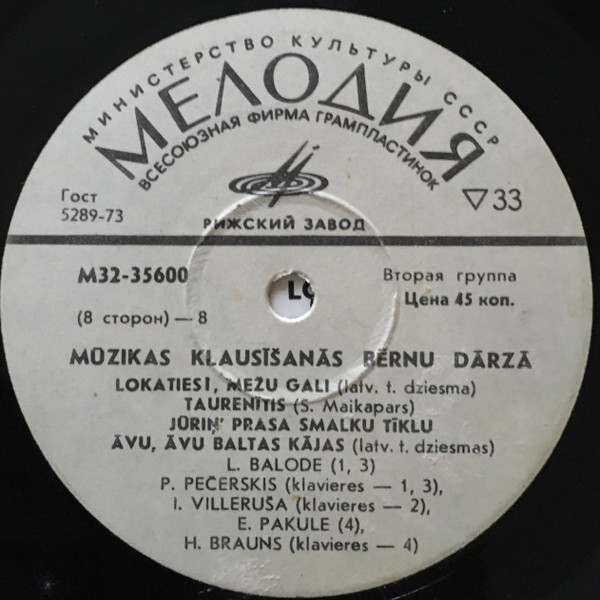 МИНИСТЕРСТВО КУЛЬТУРЫ СССР
МЕЛОДИЯ
ВСЕСОЮЗНАЯ ФИРМА ГРАМПЛАСТИНОК
Гост
5289-73
▽33
РИЖСКИЙ ЗАВОД
М32-35600
Вторая группа
Цена 45 коп.
(8 сторон) — 8
MŪZIKAS KLAUSĪŠANĀS BĒRNU DĀRZĀ
LOKATIESI, MEŽU GALI (latv. t. dziesma)
TAURENĪTIS (S. Maikapars)
JŪRIŅ' PRASA SMALKU TĪKLU
ĀVU, ĀVU BALTAS KĀJAS (latv. t. dziesmas)
L. BALODE (1, 3)
P. PEČERSKIS (klavieres — 1, 3),
I. VILLERUŠA (klavieres — 2),
E. PAKULE (4),
H. BRAUNS (klavieres — 4)